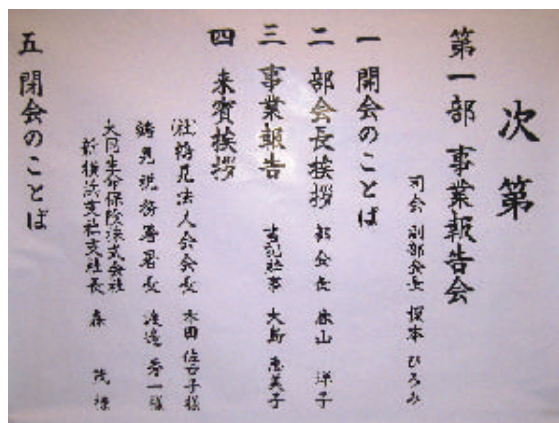 次第
第一部 事業報告会
司会 副部会長 榎本 ひろみ
一 開会のことば
二 部会長挨拶 部会長 山 洋子
三 事業報告 書記幹事 大島 恵美子
四 来賓挨拶
(社)鶴見法人会会長 本田 佐百子様
鶴見税務署署長 渡邉 秀一様
大同生命保険株式会社
新横浜支社支社長 森 茂様
五 閉会のことば